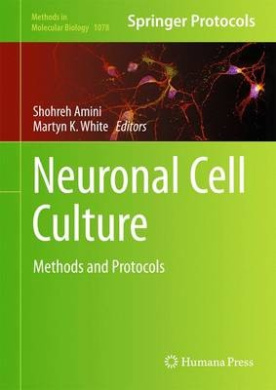 Methods in
Molecular Biology 1078
Springer Protocols
Shohreh Amini
Martyn K. White Editors
Neuronal Cell
Culture
Methods and Protocols
Humana Press